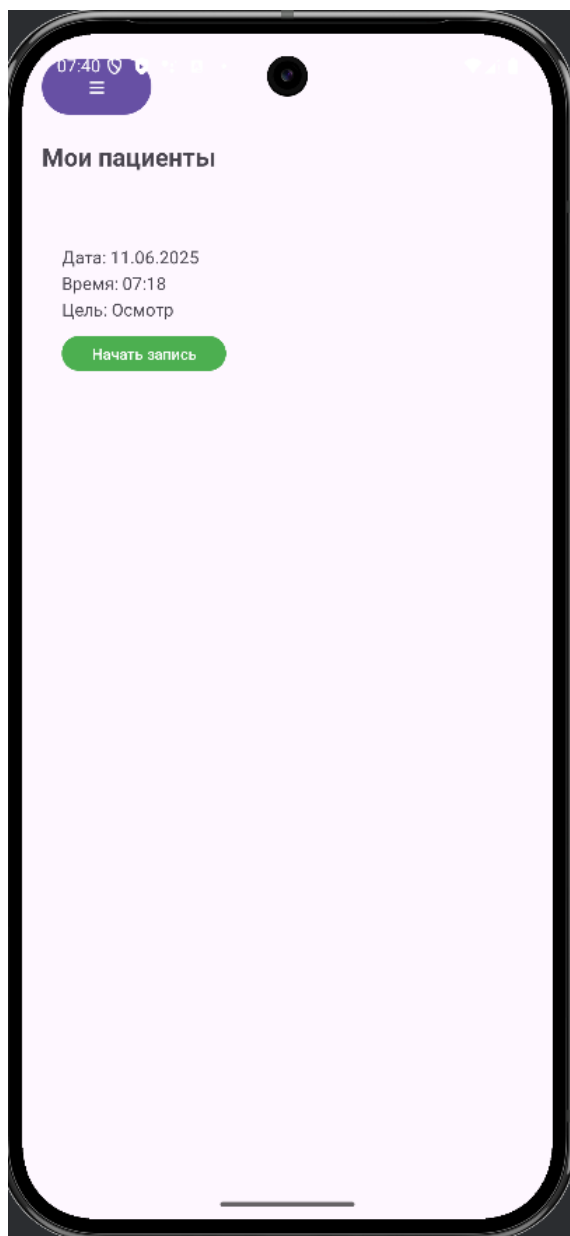 07:40
Мои пациенты
Дата: 11.06.2025
Время: 07:18
Цель: Осмотр
Начать запись